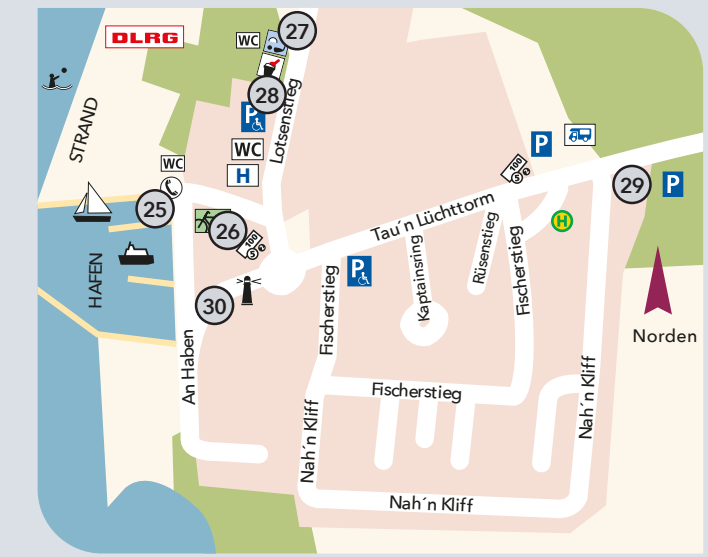 DLRG
WC
27
28
P
Lotsenstieg
STRAND
WC
WC
H
25
26
100
$
HAFEN
30
An Haben
P
100
$
P
29
P
H
Tau´n Lüchttorm
Kaptainsring
Rüsenstieg
Fischerstieg
Fischerstieg
Fischerstieg
Nah´n Kliff
Nah´n Kliff
Nah´n Kliff
Norden